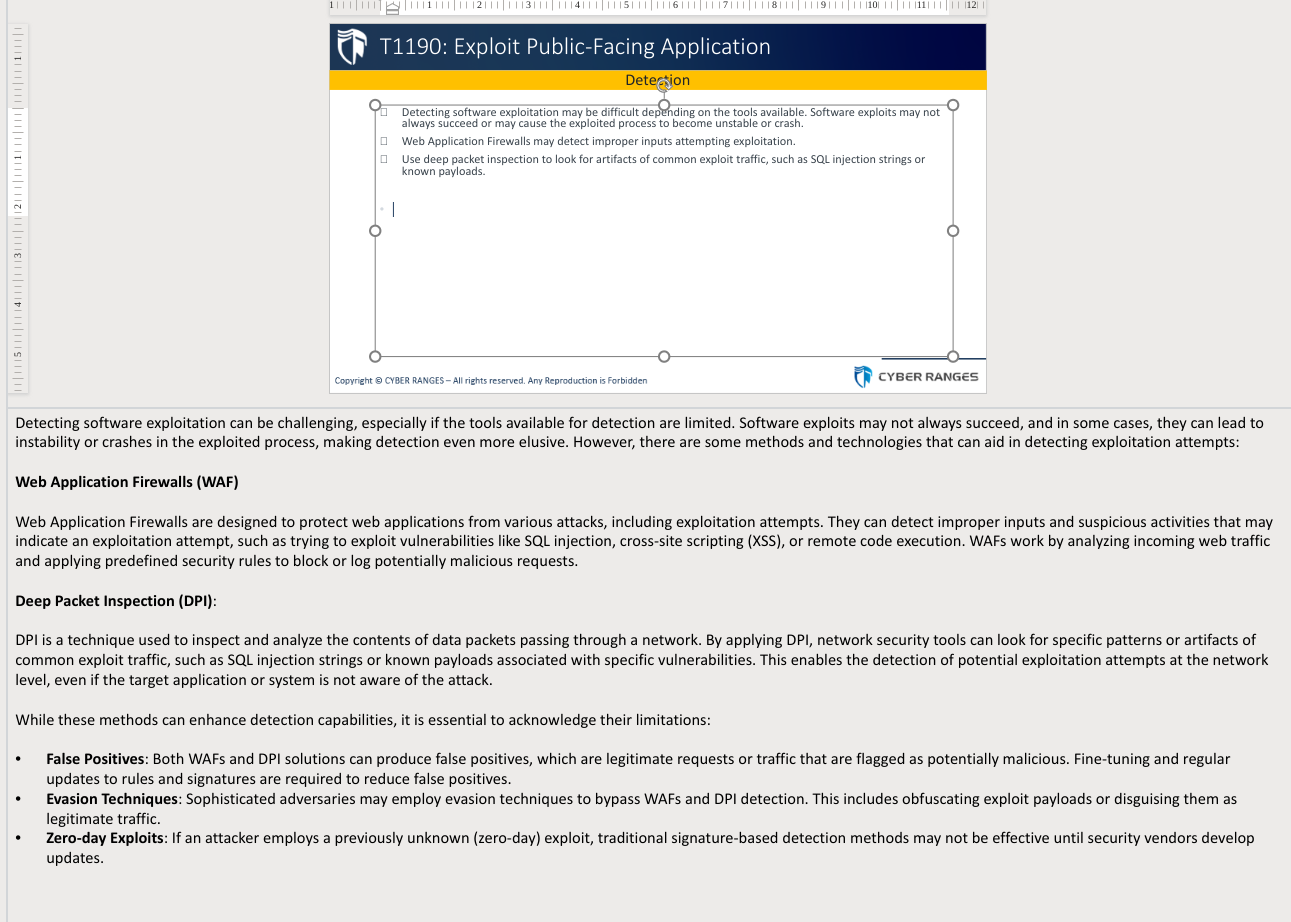 1 1 2 3 4 5 6 7 8 9 10 11 12
T1190: Exploit Public-Facing Application
Detection
Detecting software exploitation may be difficult depending on the tools available. Software exploits may not
always succeed or may cause the exploited process to become unstable or crash.
Web Application Firewalls may detect improper inputs attempting exploitation.
Use deep packet inspection to look for artifacts of common exploit traffic, such as SQL injection strings or
known payloads.
Copyright © CYBER RANGES – All rights reserved. Any Reproduction is Forbidden
CYBER RANGES
1
1
2
3
4
5
Detecting software exploitation can be challenging, especially if the tools available for detection are limited. Software exploits may not always succeed, and in some cases, they can lead to
instability or crashes in the exploited process, making detection even more elusive. However, there are some methods and technologies that can aid in detecting exploitation attempts:
Web Application Firewalls (WAF)
Web Application Firewalls are designed to protect web applications from various attacks, including exploitation attempts. They can detect improper inputs and suspicious activities that may
indicate an exploitation attempt, such as trying to exploit vulnerabilities like SQL injection, cross-site scripting (XSS), or remote code execution. WAFs work by analyzing incoming web traffic
and applying predefined security rules to block or log potentially malicious requests.
Deep Packet Inspection (DPI):
DPI is a technique used to inspect and analyze the contents of data packets passing through a network. By applying DPI, network security tools can look for specific patterns or artifacts of
common exploit traffic, such as SQL injection strings or known payloads associated with specific vulnerabilities. This enables the detection of potential exploitation attempts at the network
level, even if the target application or system is not aware of the attack.
While these methods can enhance detection capabilities, it is essential to acknowledge their limitations:
• False Positives: Both WAFs and DPI solutions can produce false positives, which are legitimate requests or traffic that are flagged as potentially malicious. Fine-tuning and regular
updates to rules and signatures are required to reduce false positives.
• Evasion Techniques: Sophisticated adversaries may employ evasion techniques to bypass WAFs and DPI detection. This includes obfuscating exploit payloads or disguising them as
legitimate traffic.
• Zero-day Exploits: If an attacker employs a previously unknown (zero-day) exploit, traditional signature-based detection methods may not be effective until security vendors develop
updates.